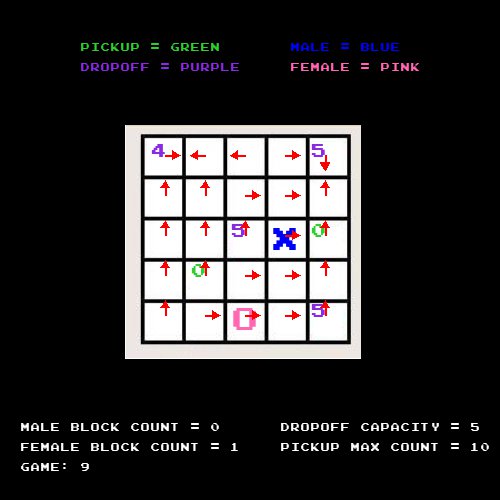 PICKUP = GREEN MALE = BLUE
DROPOFF = PURPLE FEMALE = PINK
4 5
5 X 0
0
0 5
MALE BLOCK COUNT = 0 DROPOFF CAPACITY = 5
FEMALE BLOCK COUNT = 1 PICKUP MAX COUNT = 10
GAME: 9